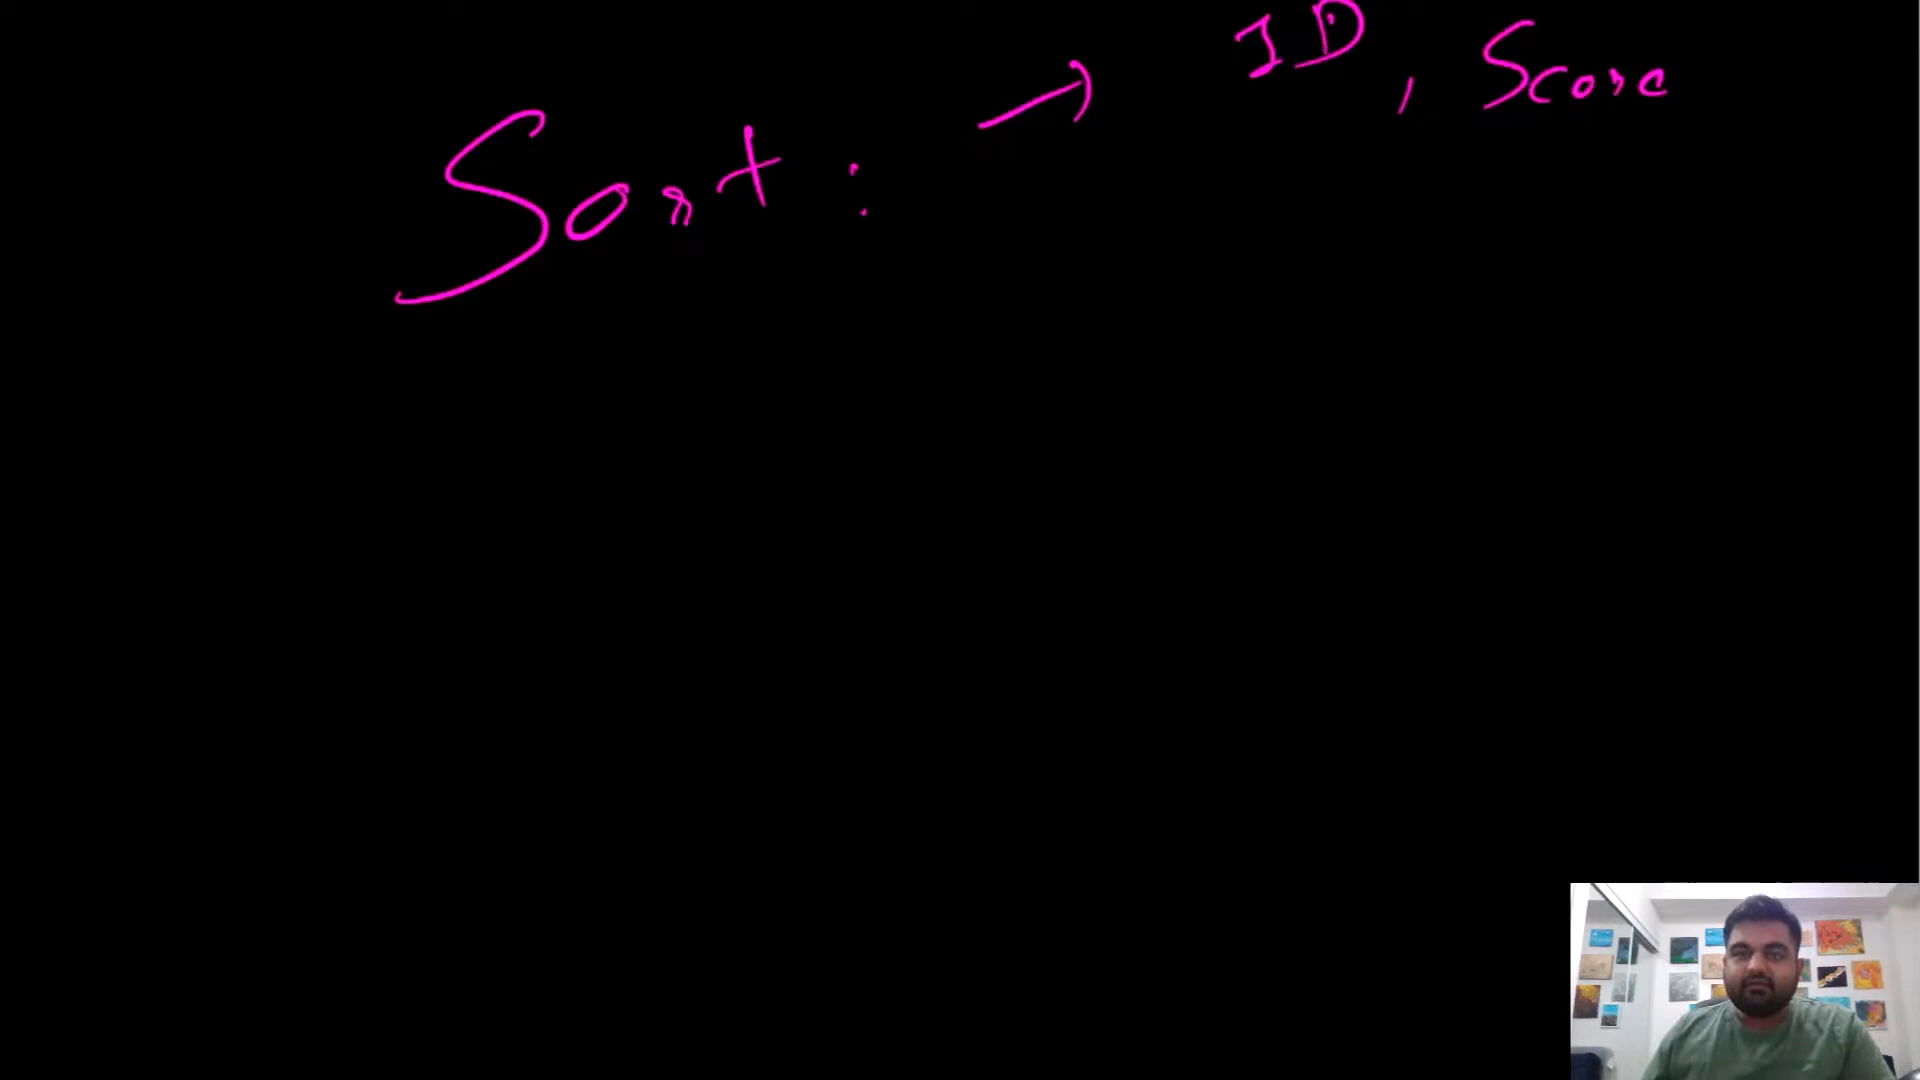 Sort : → ID, Score